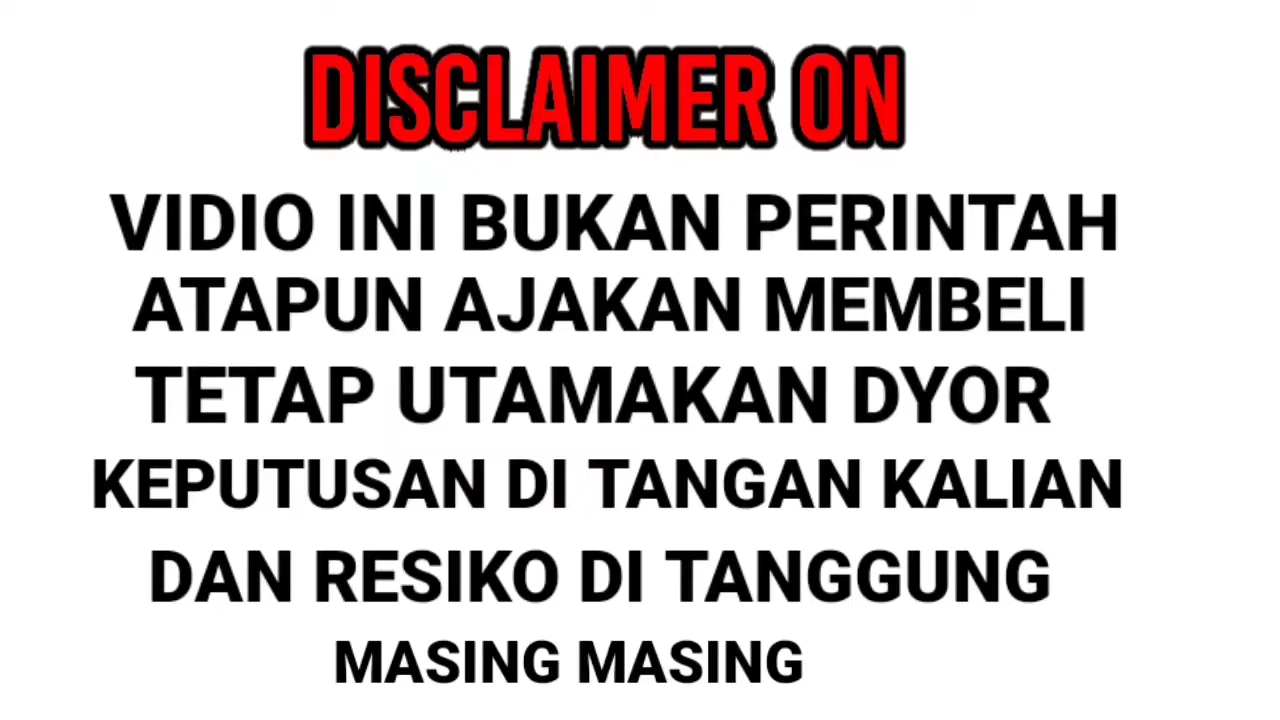 DISCLAIMER ON
VIDIO INI BUKAN PERINTAH
ATAPUN AJAKAN MEMBELI
TETAP UTAMAKAN DYOR
KEPUTUSAN DI TANGAN KALIAN
DAN RESIKO DI TANGGUNG
MASING MASING